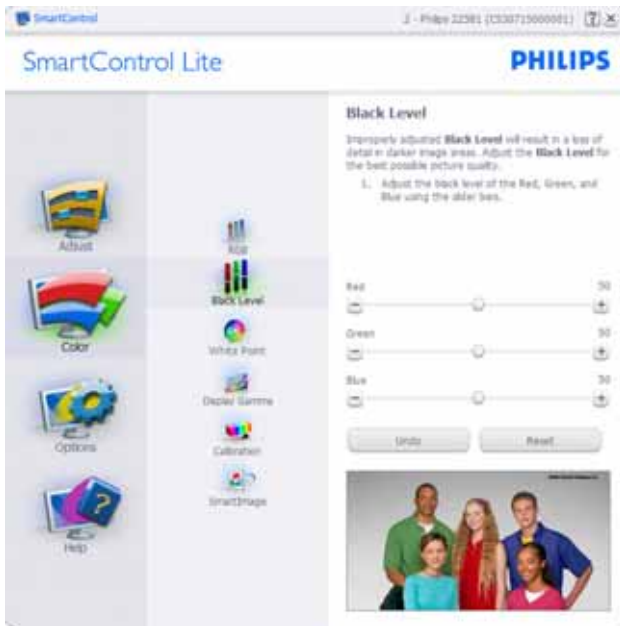 SmartControl
SmartControl Lite
PHILIPS
Black Level
Improperly adjusted Black Level will result in a loss of
detail in darker image areas. Adjust the Black Level for
the best possible picture quality.
1. Adjust the black level of the Red, Green, and
Blue using the slider bars.
Adjust
Color
Options
Help
RGB
Black Level
White Point
Display Gamma
Calibration
SmartImage
Red 50
Green 50
Blue 50
Undo Reset